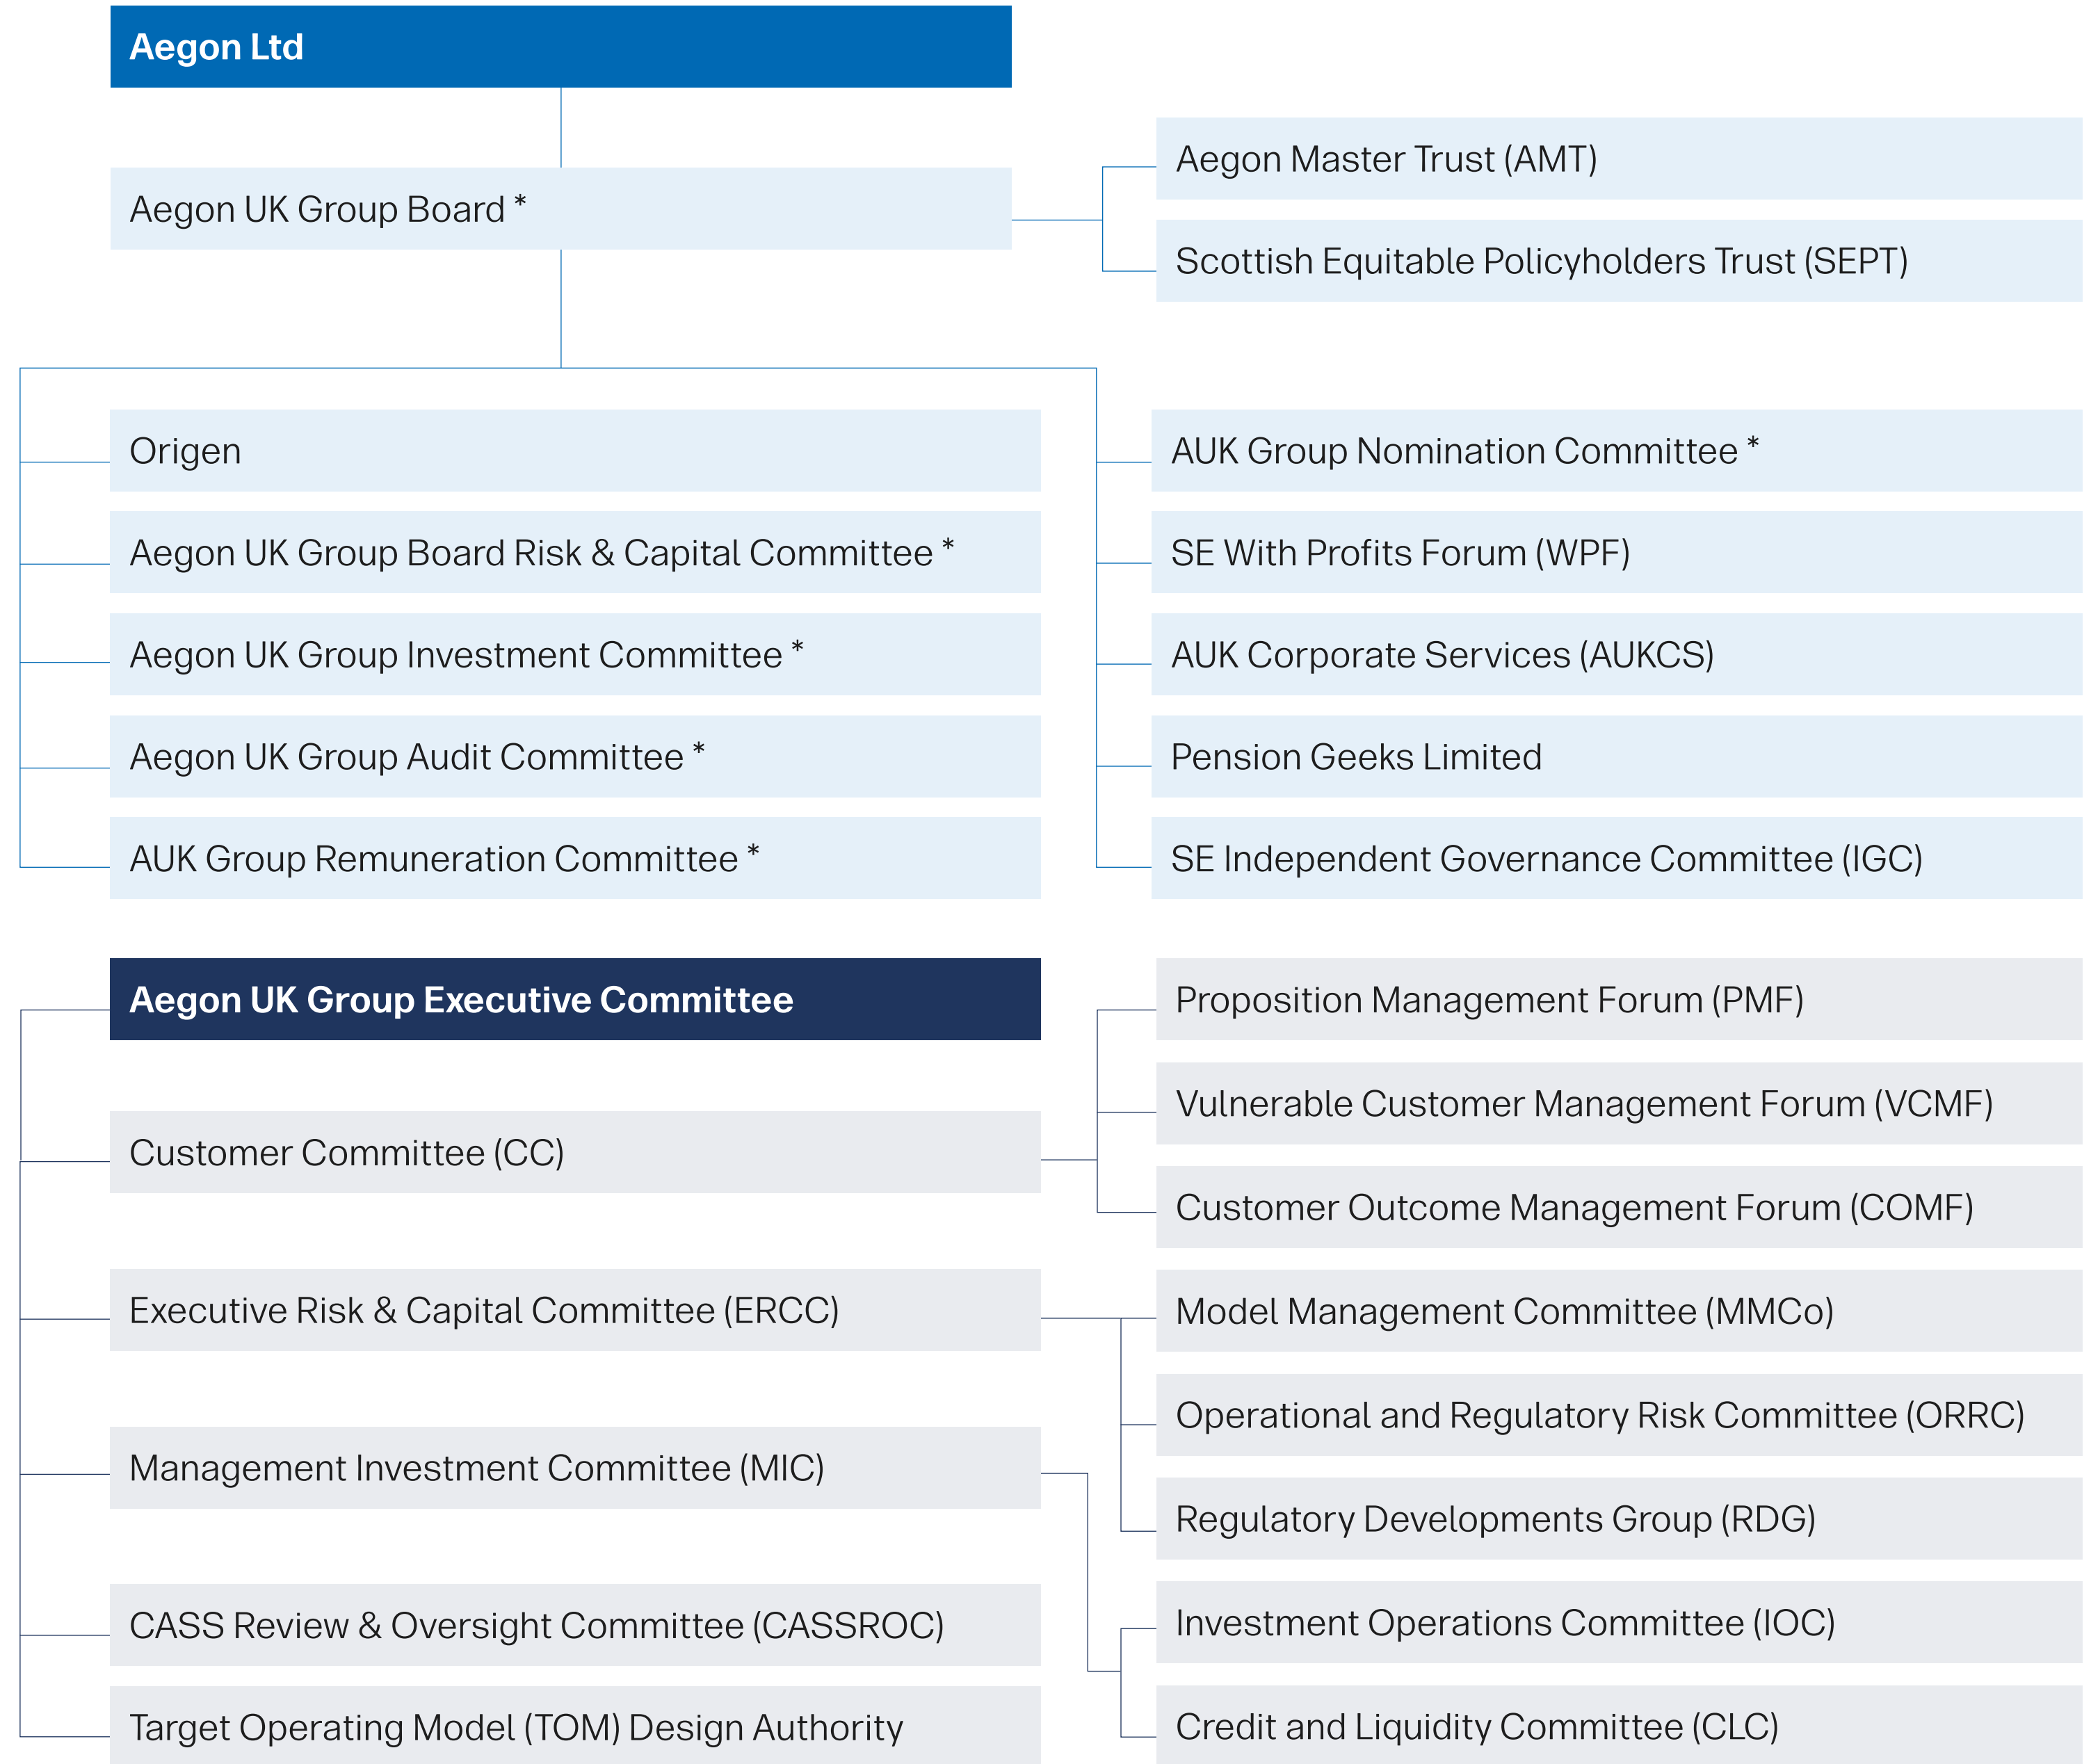 Aegon Ltd
Aegon UK Group Board *
Aegon Master Trust (AMT)
Scottish Equitable Policyholders Trust (SEPT)
Origen
Aegon UK Group Board Risk & Capital Committee *
Aegon UK Group Investment Committee *
Aegon UK Group Audit Committee *
AUK Group Remuneration Committee *
AUK Group Nomination Committee *
SE With Profits Forum (WPF)
AUK Corporate Services (AUKCS)
Pension Geeks Limited
SE Independent Governance Committee (IGC)
Aegon UK Group Executive Committee
Customer Committee (CC)
Executive Risk & Capital Committee (ERCC)
Management Investment Committee (MIC)
CASS Review & Oversight Committee (CASSROC)
Target Operating Model (TOM) Design Authority
Proposition Management Forum (PMF)
Vulnerable Customer Management Forum (VCMF)
Customer Outcome Management Forum (COMF)
Model Management Committee (MMCo)
Operational and Regulatory Risk Committee (ORRC)
Regulatory Developments Group (RDG)
Investment Operations Committee (IOC)
Credit and Liquidity Committee (CLC)